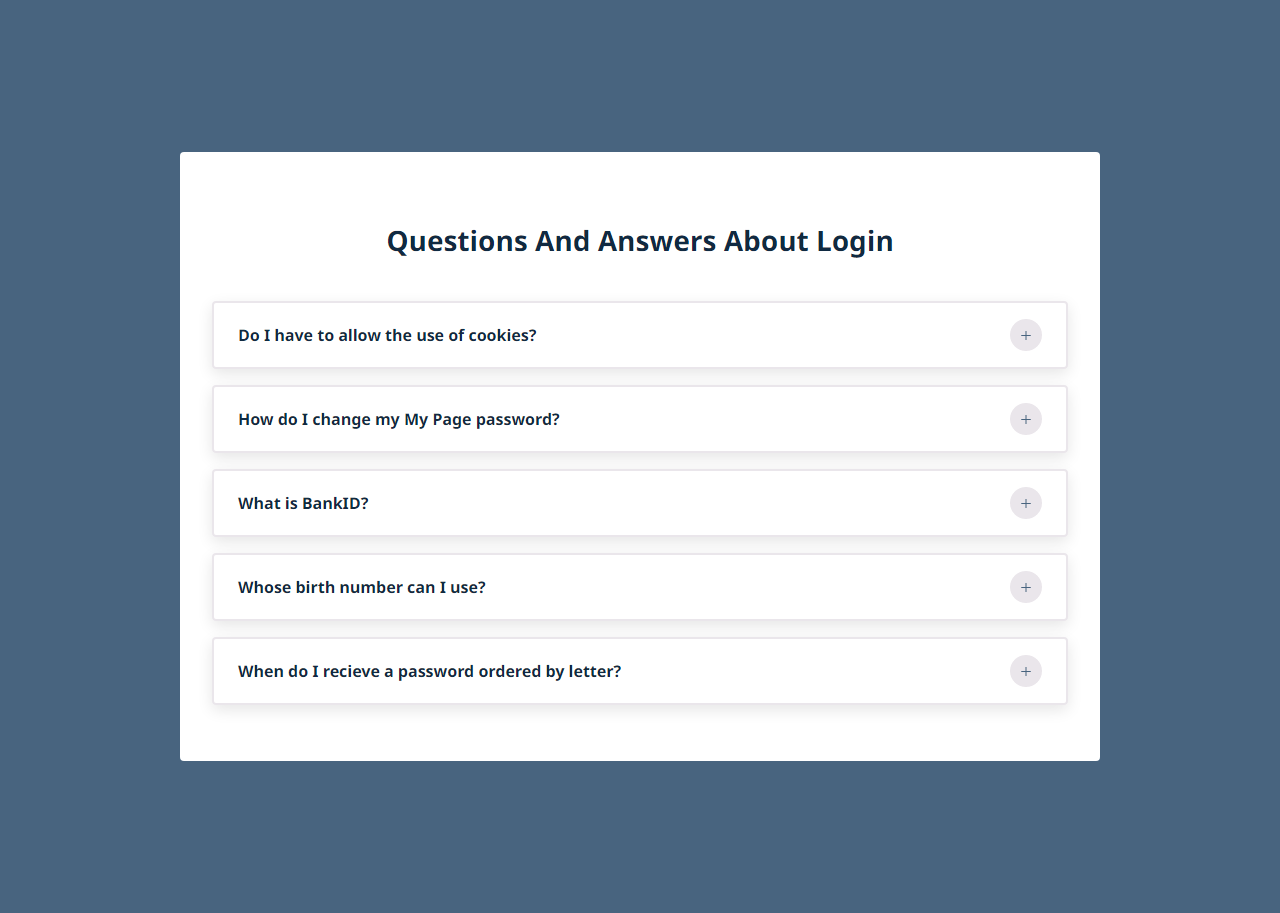 Questions And Answers About Login
Do I have to allow the use of cookies?
+
How do I change my My Page password?
+
What is BankID?
+
Whose birth number can I use?
+
When do I recieve a password ordered by letter?
+